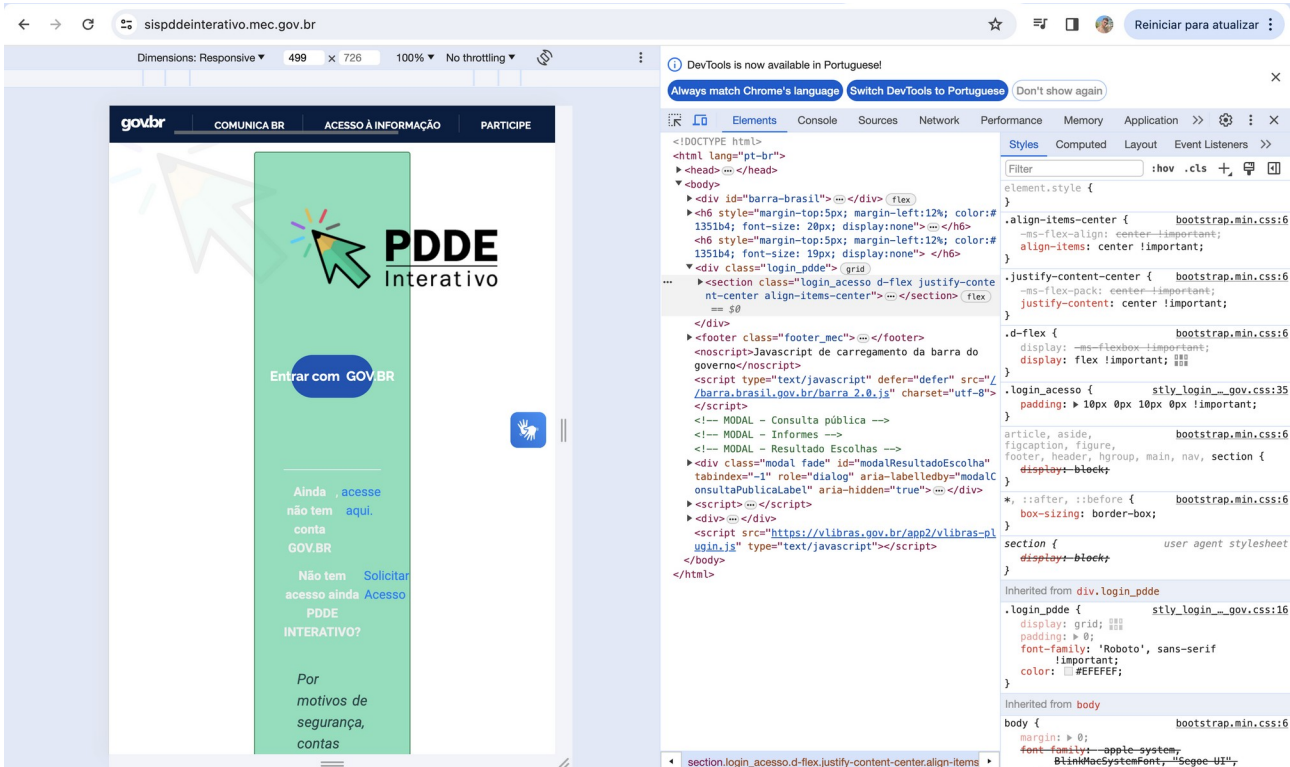 sispddeinterativo.mec.gov.br
Reiniciar para atualizar
Dimensions: Responsive 499 × 726 100% No throttling
gov.br COMUNICA BR ACESSO À INFORMAÇÃO PARTICIPE
PDDE
Interativo
Entrar com GOV.BR
Ainda , acesse
não tem aqui.
conta
GOV.BR
Não tem Solicitar
acesso ainda Acesso
PDDE
INTERATIVO?
Por
motivos de
segurança,
contas
DevTools is now available in Portuguese!
Always match Chrome's language Switch DevTools to Portuguese Don't show again
Elements Console Sources Network Performance Memory Application
<!DOCTYPE html>
<html lang="pt-br">
<head> </head>
<body>
<div id="barra-brasil"> </div> flex
<h6 style="margin-top:5px; margin-left:12%; color:#
1351b4; font-size: 20px; display:none"> </h6>
<h6 style="margin-top:5px; margin-left:12%; color:#
1351b4; font-size: 19px; display:none"> </h6>
<div class="login_pdde"> grid
<section class="login_acesso d-flex justify-conte
nt-center align-items-center"> </section> flex
== $0
</div>
<footer class="footer_mec"> </footer>
<noscript>Javascript de carregamento da barra do
governo</noscript>
<script type="text/javascript" defer="defer" src="/
/barra.brasil.gov.br/barra_2.0.js" charset="utf-8">
</script>
<!-- MODAL - Consulta pública -->
<!-- MODAL - Informes -->
<!-- MODAL - Resultado Escolhas -->
<div class="modal fade" id="modalResultadoEscolha"
tabindex="-1" role="dialog" aria-labelledby="modalC
onsultaPublicaLabel" aria-hidden="true"> </div>
<script> </script>
<div> </div>
<script src="https://vlibras.gov.br/app2/vlibras-pl
ugin.js" type="text/javascript"></script>
</body>
</html>
section.login_acesso.d-flex.justify-content-center.align-items
Styles Computed Layout Event Listeners
Filter :hov .cls
element.style {
}
.align-items-center { bootstrap.min.css:6
-ms-flex-align: center !important;
align-items: center !important;
}
.justify-content-center { bootstrap.min.css:6
-ms-flex-pack: center !important;
justify-content: center !important;
}
.d-flex { bootstrap.min.css:6
display: -ms-flexbox !important;
display: flex !important;
}
.login_acesso { stly_login_…_gov.css:35
padding: 10px 0px 10px 0px !important;
}
article, aside, bootstrap.min.css:6
figcaption, figure,
footer, header, hgroup, main, nav, section {
display: block;
}
*, ::after, ::before { bootstrap.min.css:6
box-sizing: border-box;
}
section { user agent stylesheet
display: block;
}
Inherited from div.login_pdde
.login_pdde { stly_login_…_gov.css:16
display: grid;
padding: 0;
font-family: 'Roboto', sans-serif
!important;
color: #EFEFEF;
}
Inherited from body
body { bootstrap.min.css:6
margin: 0;
font-family: -apple-system,
BlinkMacSystemFont, "Segoe UI",